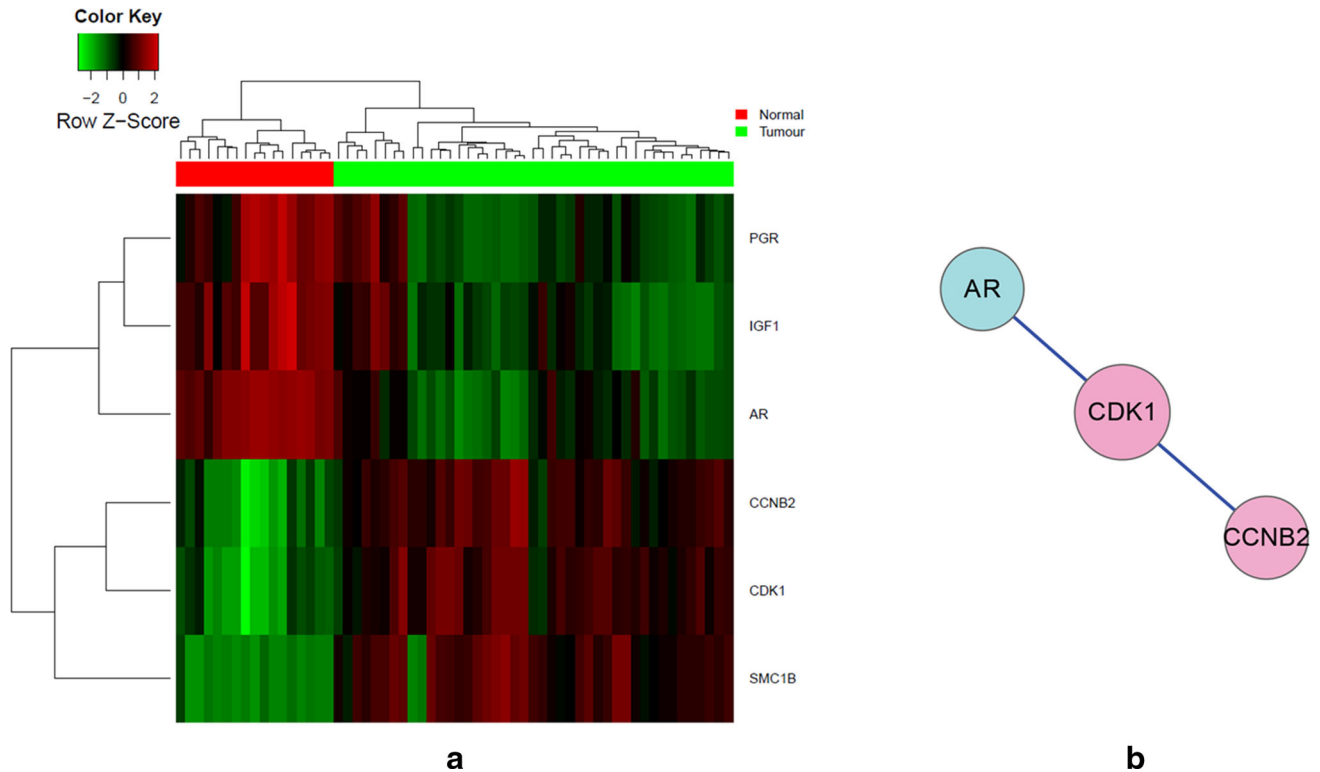 Color Key
−2 0 2
Row Z−Score
Normal
Tumour
PGR
IGF1
AR
CCNB2
CDK1
SMC1B
a
AR
CDK1
CCNB2
b